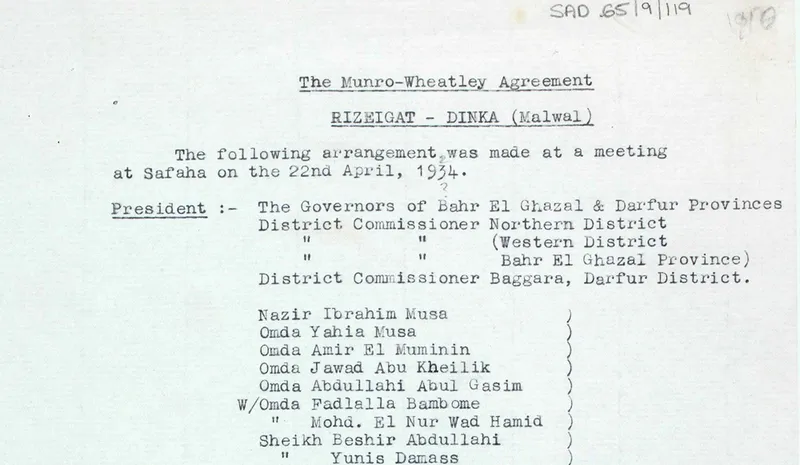 SAD .65/9/119
The Munro-Wheatley Agreement
RIZEIGAT - DINKA (Malwal)
The following arrangement was made at a meeting
at Safaha on the 22nd April, 1934.
?
President :- The Governors of Bahr El Ghazal & Darfur Provinces
District Commissioner Northern District
" " (Western District
" " Bahr El Ghazal Province)
District Commissioner Baggara, Darfur District.
Nazir Ibrahim Musa )
Omda Yahia Musa )
Omda Amir El Muminin )
Omda Jawad Abu Kheilik )
Omda Abdullahi Abul Gasim )
W/Omda Fadlalla Bambome )
" Mohd. El Nur Wad Hamid )
Sheikh Beshir Abdullahi )
" Yunis Damass )